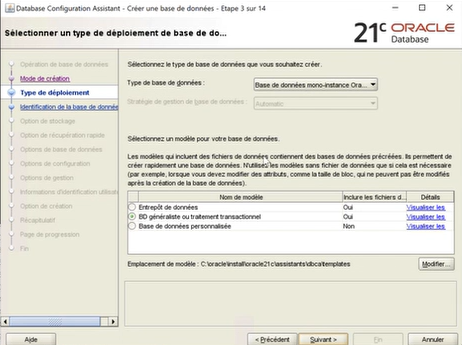 Database Configuration Assistant - Créer une base de données - Etape 3 sur 14
Sélectionner un type de déploiement de base do...
21c ORACLE
Database
Opération de base de données
Mode de création
Type de déploiement
Identification de la base de donnée
Option de stockage
Option de récupération rapide
Options de base de données
Options de configuration
Options de gestion
Informations d'identification utilisate
Option de création
Récapitulatif
Page de progression
Fin
Sélectionnez le type de base de données que vous souhaitez créer.
Type de base de données : Base de données mono-instance Ora...
Stratégie de gestion de base de données : Automatic
Sélectionnez un modèle pour votre base de données.
Les modèles qui incluent des fichiers de données contiennent des bases de données précréées. Ils permettent de
créer rapidement une base de données. N'utilisez les modèles sans fichier de données que si cela est nécessaire
(par exemple, lorsque vous devez modifier des attributs, comme la taille de bloc, qui ne peuvent pas être modifiés
après la création de la base de données).
Nom de modèle Inclure les fichiers d... Détails
Entrepôt de données Oui Visualiser les
BD généraliste ou traitement transactionnel Oui Visualiser les
Base de données personnalisée Non Visualiser les
Emplacement de modèle : C:\oracle\install\oracle21c\assistants\dbca\templates Modifier...
Aide < Précédent Suivant > Fin Annuler